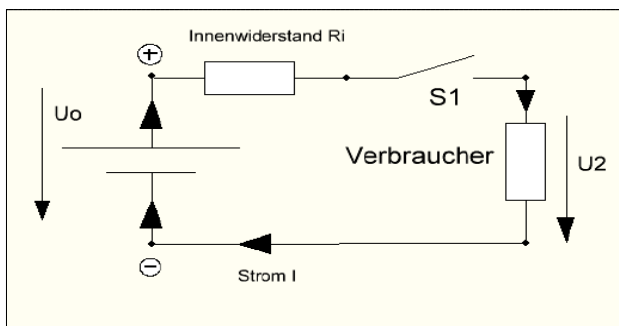 Innenwiderstand Ri
+
Uo
S1
Verbraucher
U2
−
Strom I